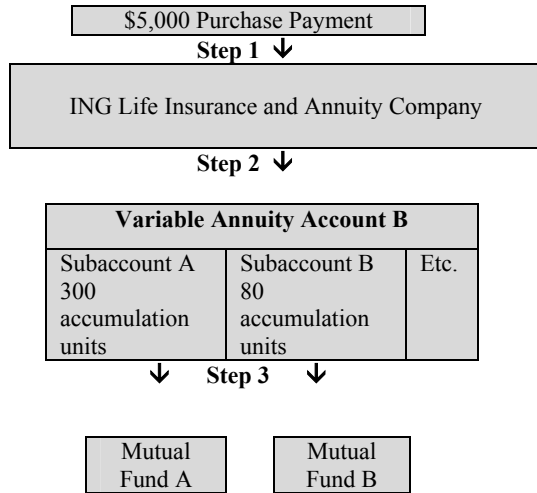 $5,000 Purchase Payment
Step 1 ↓
ING Life Insurance and Annuity Company
Step 2 ↓
Variable Annuity Account B
Subaccount A
300
accumulation
units
Subaccount B
80
accumulation
units
Etc.
↓ Step 3 ↓
Mutual
Fund A
Mutual
Fund B